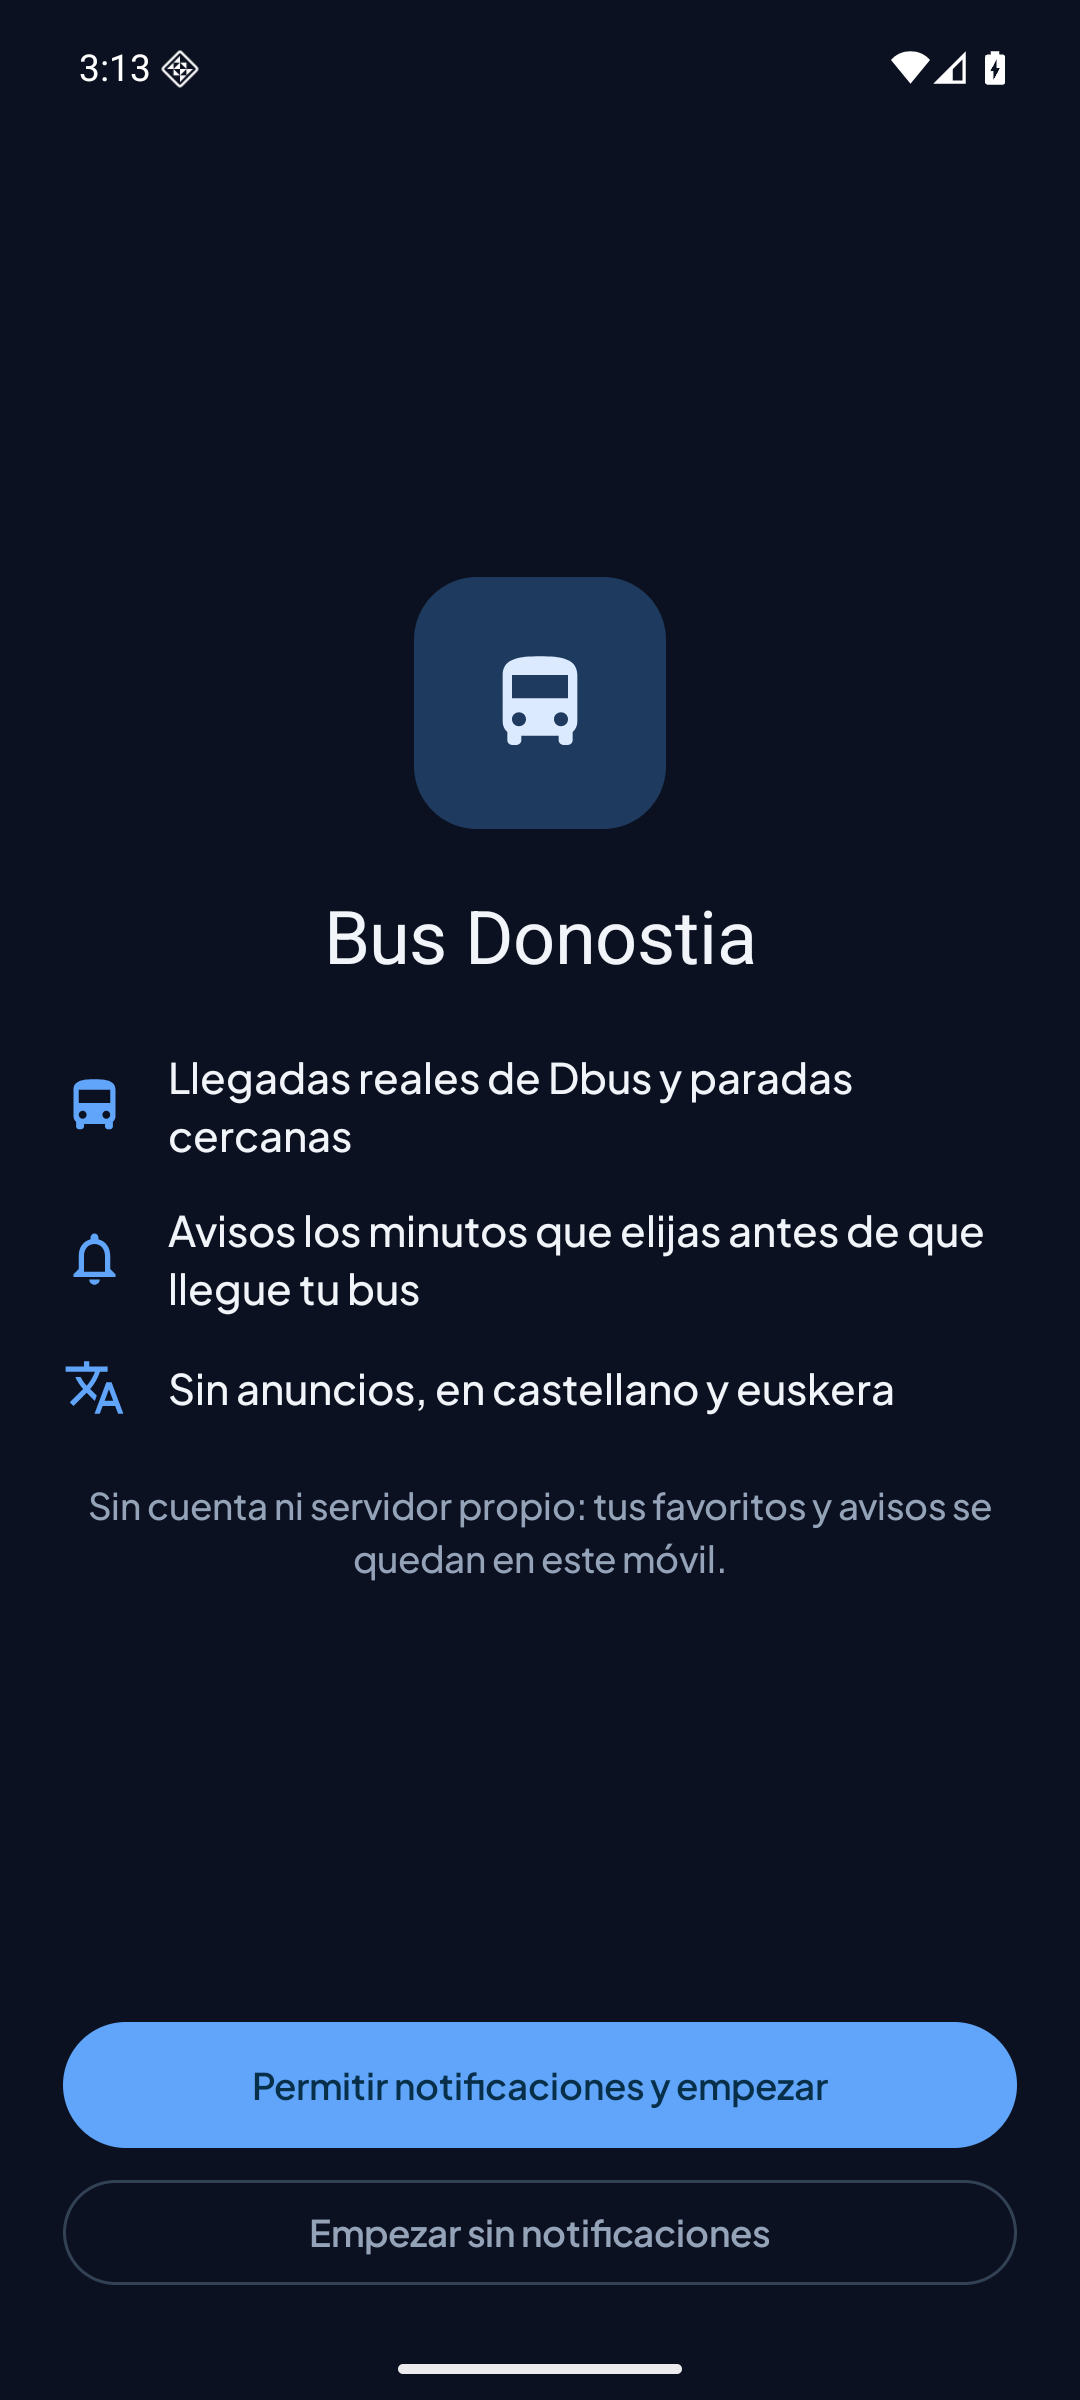 3:13
Bus Donostia
Llegadas reales de Dbus y paradas
cercanas
Avisos los minutos que elijas antes de que
llegue tu bus
Sin anuncios, en castellano y euskera
Sin cuenta ni servidor propio: tus favoritos y avisos se
quedan en este móvil.
Permitir notificaciones y empezar
Empezar sin notificaciones